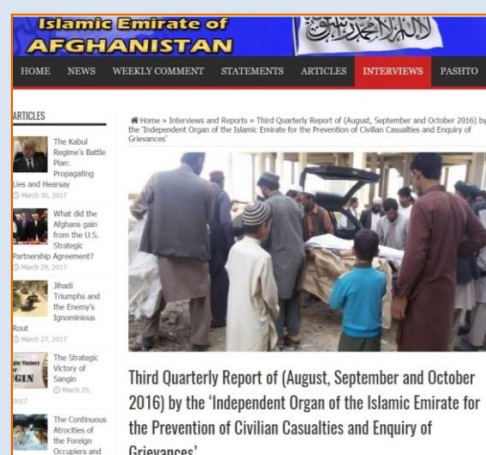 Islamic Emirate of
AFGHANISTAN
لا إله إلا الله
HOME NEWS WEEKLY COMMENT STATEMENTS ARTICLES INTERVIEWS PASHTO
ARTICLES
The Kabul
Regime's Battle
Plan:
Propagating
Lies and Hearsay
March 30, 2017
What did the
Afghans gain
from the U.S.
Strategic
Partnership Agreement?
March 29, 2017
Jihadi
Triumphs and
the Enemy's
Ignominious
Rout
March 27, 2017
The Strategic
Victory of
Sangin
March 25,
2017
The Continuous
Atrocities of
the Foreign
Occupiers and
Home » Interviews and Reports » Third Quarterly Report of (August, September and October 2016) by
the 'Independent Organ of the Islamic Emirate for the Prevention of Civilian Casualties and Enquiry of
Grievances'
Third Quarterly Report of (August, September and October
2016) by the 'Independent Organ of the Islamic Emirate for
the Prevention of Civilian Casualties and Enquiry of
Grievances'